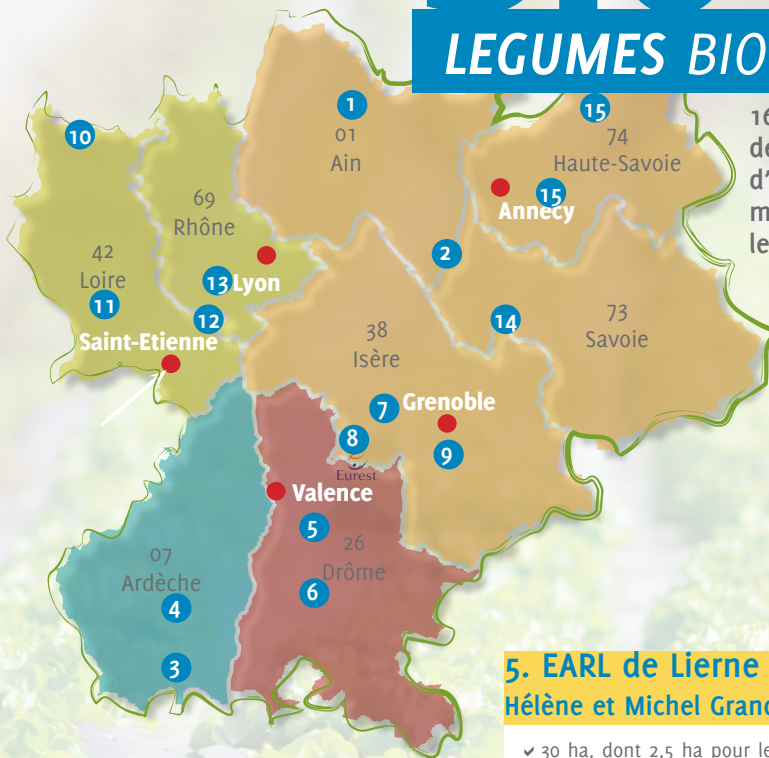 LEGUMES BIO
1
01
Ain
10
15
74
Haute-Savoie
15
Annecy
69
Rhône
42
Loire
2
13 Lyon
11
12
Saint-Etienne
14
73
Savoie
38
Isère
7
Grenoble
8
9
Eurest
Valence
5
26
Drôme
6
07
Ardèche
4
3
5. EARL de Lierne
Hélène et Michel
30 ha, dont 2,5 ha pour